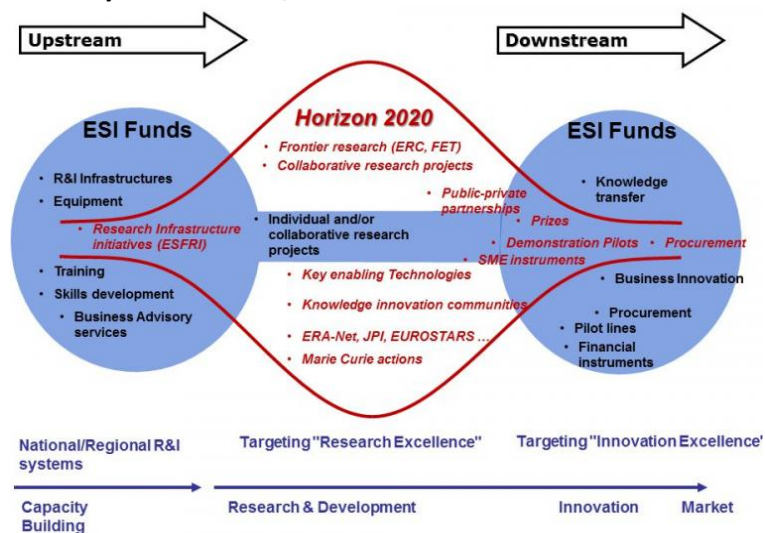 Upstream
Downstream
Horizon 2020
ESI Funds
ESI Funds
• Frontier research (ERC, FET)
• Collaborative research projects
• R&I Infrastructures
• Equipment
• Research Infrastructure
initiatives (ESFRI)
• Training
• Skills development
• Business Advisory
services
• Public-private
partnerships
• Individual and/or
collaborative research
projects
• Prizes
• Demonstration Pilots
• Procurement
• SME instruments
• Key enabling Technologies
• Knowledge innovation communities
• ERA-Net, JPI, EUROSTARS ...
• Marie Curie actions
• Knowledge
transfer
• Business Innovation
• Procurement
• Pilot lines
• Financial
instruments
National/Regional R&I
systems
Targeting "Research Excellence"
Targeting "Innovation Excellence"
Capacity
Building
Research & Development
Innovation
Market